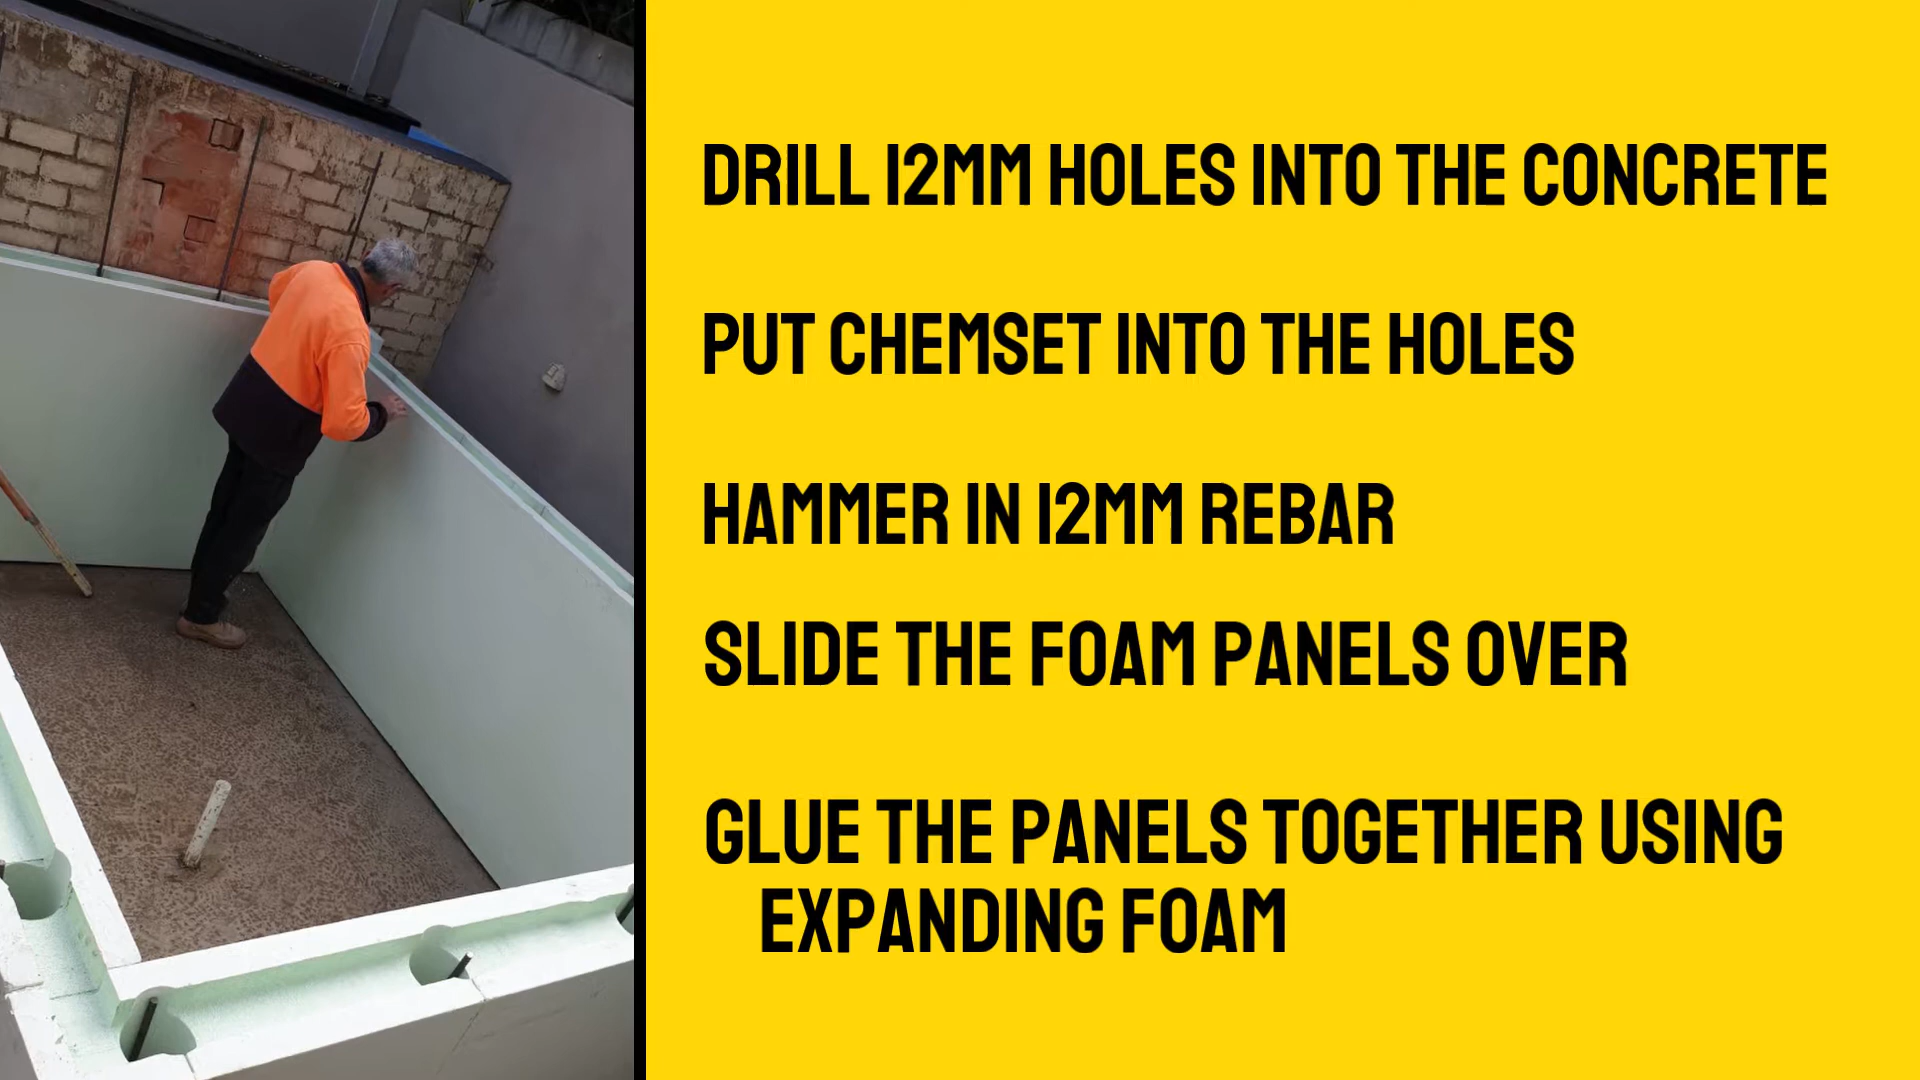 DRILL 12MM HOLES INTO THE CONCRETE
PUT CHEMSET INTO THE HOLES
HAMMER IN 12MM REBAR
SLIDE THE FOAM PANELS OVER
GLUE THE PANELS TOGETHER USING
EXPANDING FOAM